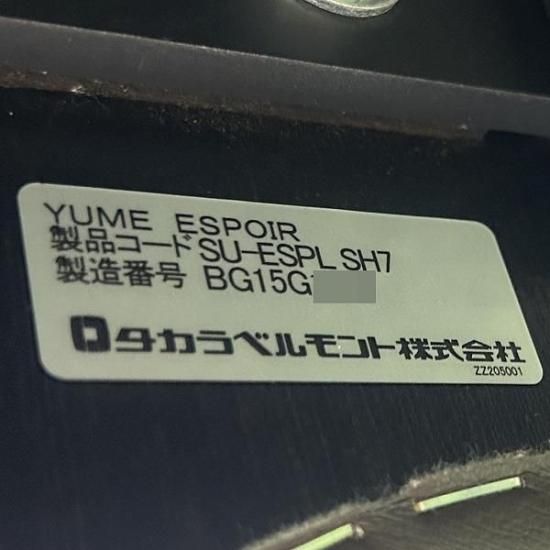 YUME ESPOIR
製品コード SU-ESPL SH7
製造番号 BG15G
タカラベルモント株式会社
ZZ205001